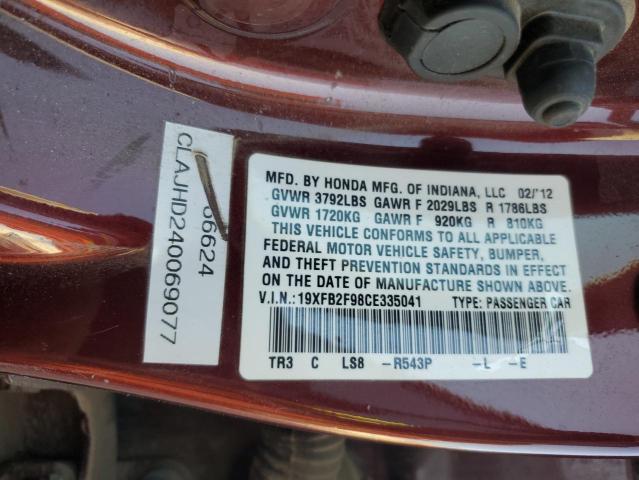 CLAJHD240069077
66624
MFD. BY HONDA MFG. OF INDIANA, LLC 02/'12
GVWR 3792LBS GAWR F 2029LBS R 1786LBS
GVWR 1720KG GAWR F 920KG R 810KG
THIS VEHICLE CONFORMS TO ALL APPLICABLE
FEDERAL MOTOR VEHICLE SAFETY, BUMPER,
AND THEFT PREVENTION STANDARDS IN EFFECT
ON THE DATE OF MANUFACTURE SHOWN ABOVE.
V.I.N.: 19XFB2F98CE335041 TYPE: PASSENGER CAR
TR3 C LS8 -R543P -L -E